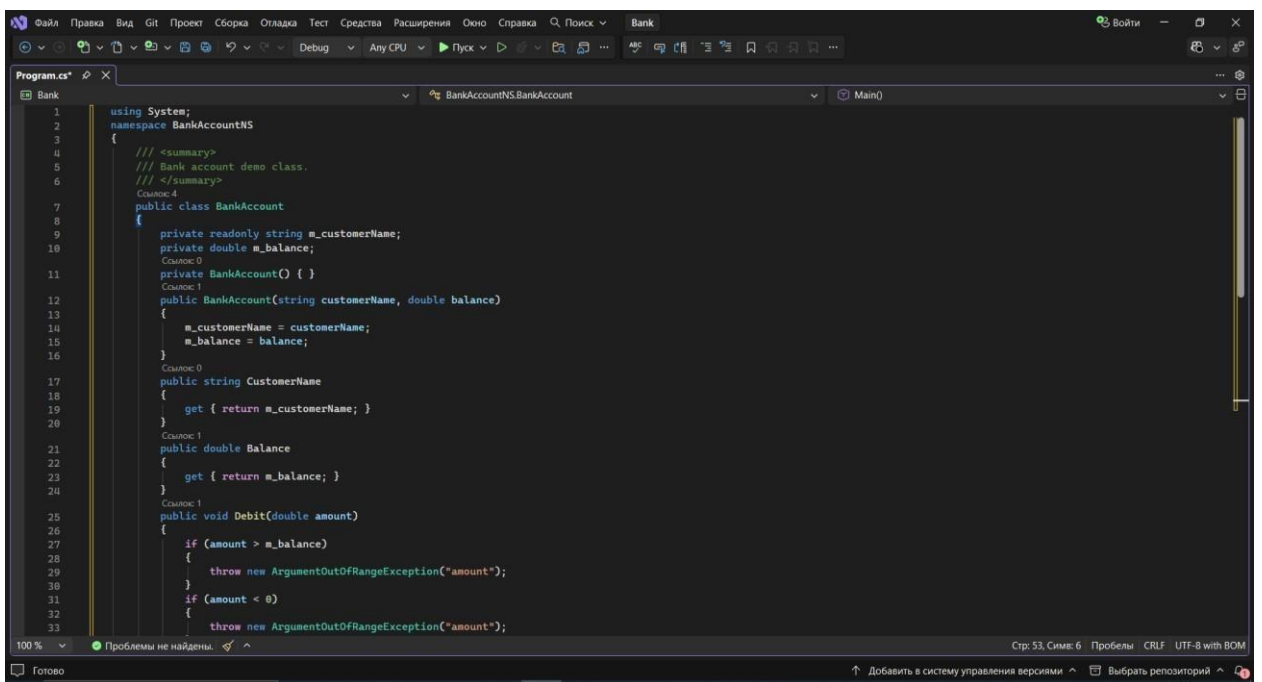 Файл Правка Вид Git Проект Сборка Отладка Тест Средства Расширения Окно Справка Поиск Bank Войти
Debug Any CPU Пуск
Program.cs*
Bank BankAccountNS.BankAccount Main()
1 using System;
2 namespace BankAccountNS
3 {
4 /// <summary>
5 /// Bank account demo class.
6 /// </summary>
Ссылок: 4
7 public class BankAccount
8 {
9 private readonly string m_customerName;
10 private double m_balance;
Ссылок: 0
11 private BankAccount() { }
Ссылок: 1
12 public BankAccount(string customerName, double balance)
13 {
14 m_customerName = customerName;
15 m_balance = balance;
16 }
Ссылок: 0
17 public string CustomerName
18 {
19 get { return m_customerName; }
20 }
Ссылок: 1
21 public double Balance
22 {
23 get { return m_balance; }
24 }
Ссылок: 1
25 public void Debit(double amount)
26 {
27 if (amount > m_balance)
28 {
29 throw new ArgumentOutOfRangeException("amount");
30 }
31 if (amount < 0)
32 {
33 throw new ArgumentOutOfRangeException("amount");
100 % Проблемы не найдены. Стр: 53, Симв: 6 Пробелы CRLF UTF-8 with BOM
Готово Добавить в систему управления версиями Выбрать репозиторий